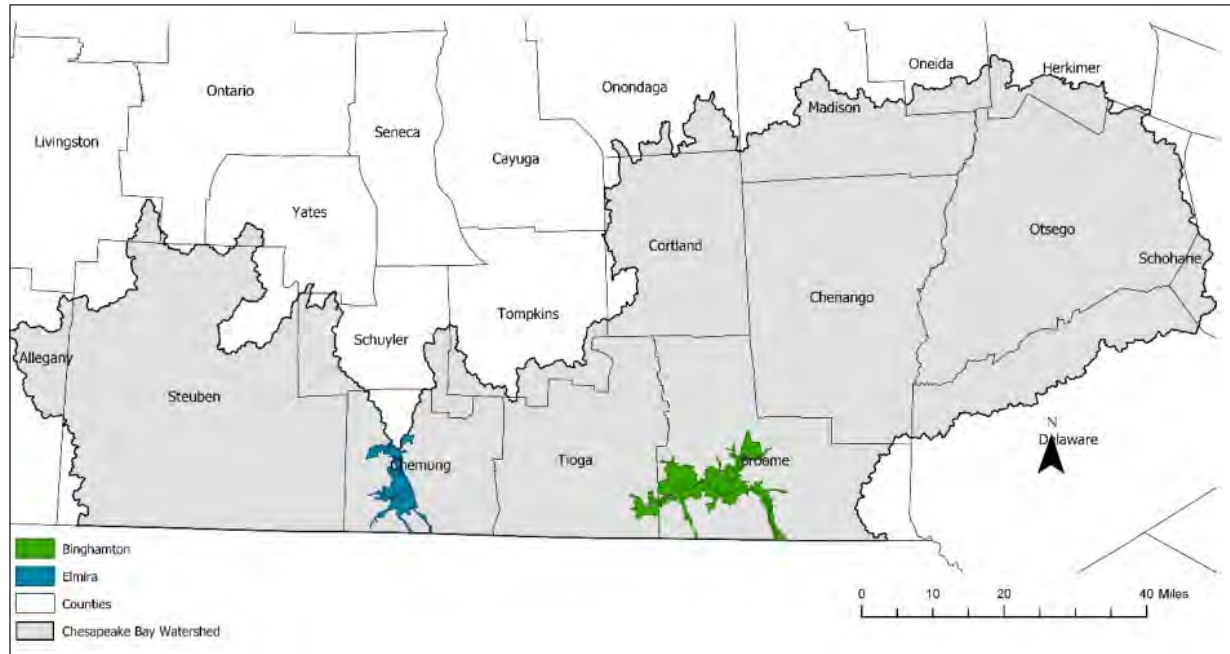 Oneida
Herkimer
Onondaga
Madison
Ontario
Livingston
Seneca
Cayuga
Yates
Cortland
Otsego
Schoharie
Chenango
Tompkins
Schuyler
Allegany
Steuben
N
Delaware
Chemung
Tioga
Broome
Binghamton
Elmira
Counties
Chesapeake Bay Watershed
0 10 20 40 Miles